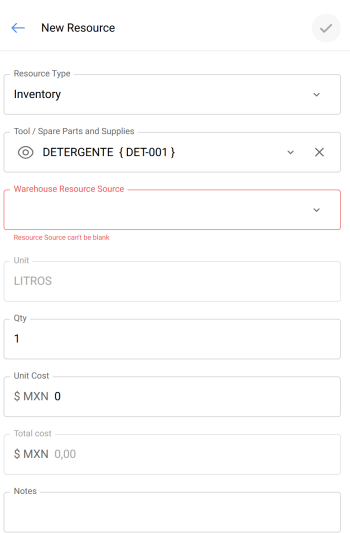 New Resource
Resource Type
Inventory
Tool / Spare Parts and Supplies
DETERGENTE { DET-001 }
Warehouse Resource Source
Resource Source can't be blank
Unit
LITROS
Qty
1
Unit Cost
$ MXN 0
Total cost
$ MXN 0,00
Notes